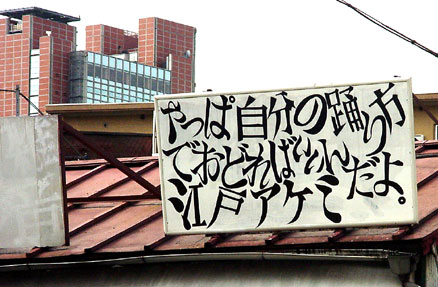 やっぱ自分の踊り方
でおどればいいんだよ。
江戸アケミ